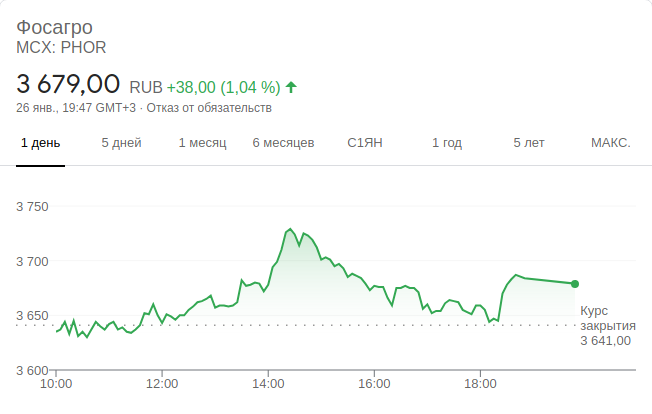 Фосагро
MCX: PHOR
3 679,00 RUB +38,00 (1,04 %)
26 янв., 19:47 GMT+3 · Отказ от обязательств
1 день 5 дней 1 месяц 6 месяцев С1ЯН 1 год 5 лет МАКС.
3 750
3 700
3 650
3 600
Курс
закрытия
3 641,00
10:00 12:00 14:00 16:00 18:00